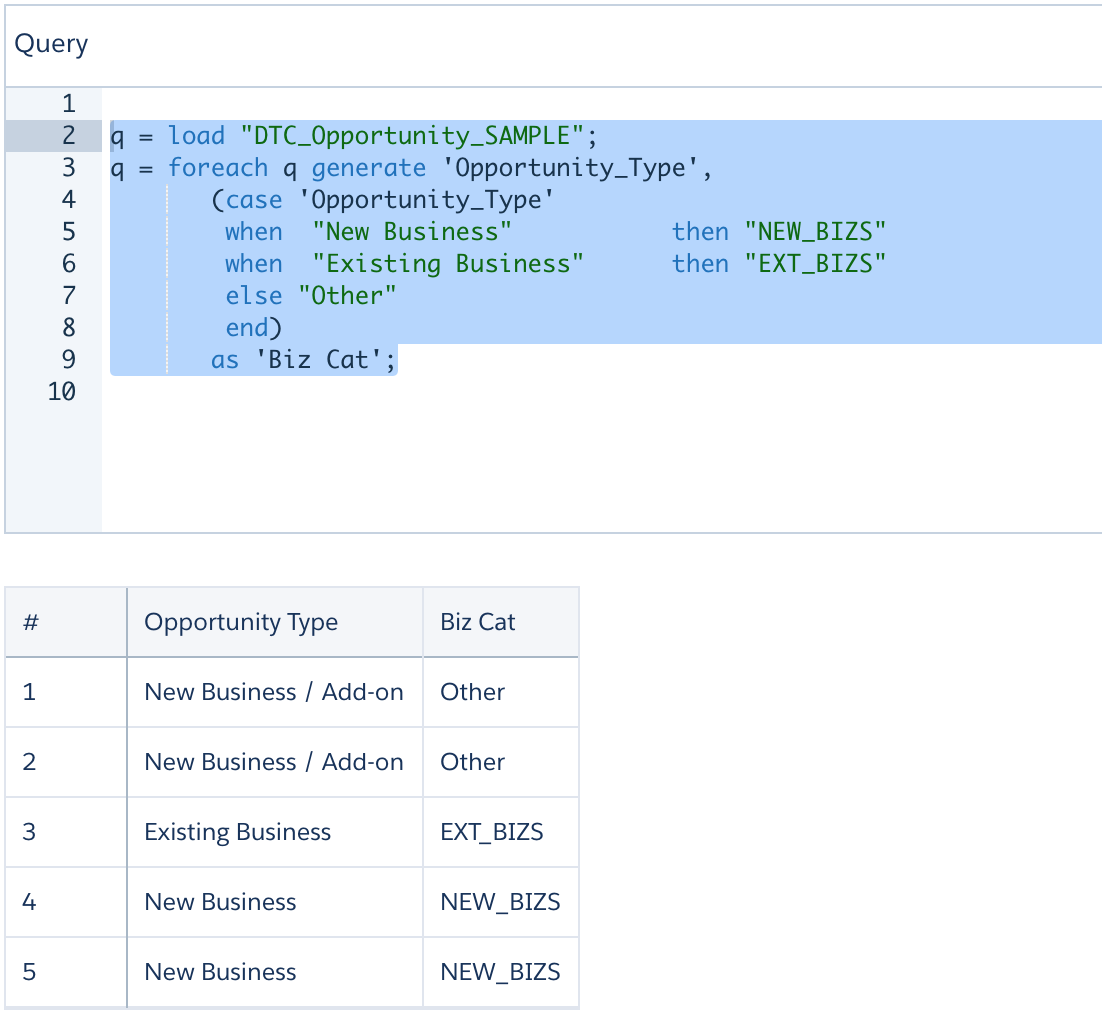 Query
1
2 q = load "DTC_Opportunity_SAMPLE";
3 q = foreach q generate 'Opportunity_Type',
4 (case 'Opportunity_Type'
5 when "New Business" then "NEW_BIZS"
6 when "Existing Business" then "EXT_BIZS"
7 else "Other"
8 end)
9 as 'Biz Cat';
10
# Opportunity Type Biz Cat
1 New Business / Add-on Other
2 New Business / Add-on Other
3 Existing Business EXT_BIZS
4 New Business NEW_BIZS
5 New Business NEW_BIZS